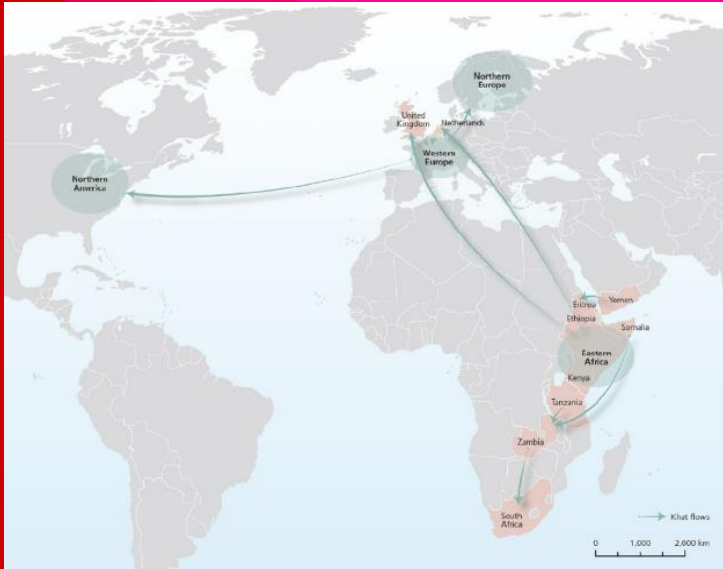 Northern
Europe
United
Kingdom
Netherlands
Western
Europe
Northern
America
Eritrea
Yemen
Ethiopia
Somalia
Eastern
Africa
Kenya
Tanzania
Zambia
South
Africa
Khat flows
0 1,000 2,000 km